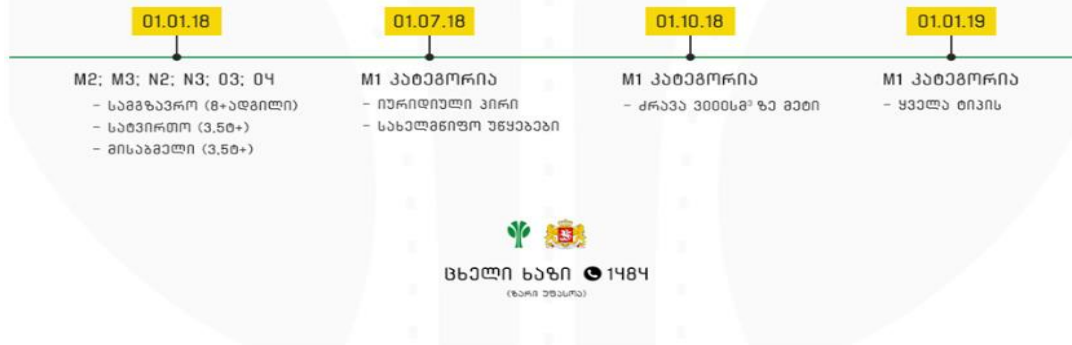 01.01.18
01.07.18
01.10.18
01.01.19
M2; M3; N2; N3; O3; O4
- სამგზავრო (8+ადგილი)
- სატვირთო (3,5ტ+)
- მისაბმელი (3,5ტ+)
M1 კატეგორია
- იურიდიული პირი
- სახელმწიფო უწყებები
M1 კატეგორია
- ძრავა 3000სმ³ ზე მეტი
M1 კატეგორია
- ყველა ტიპის
ცხელი ხაზი 1484
(ზარი უფასოა)